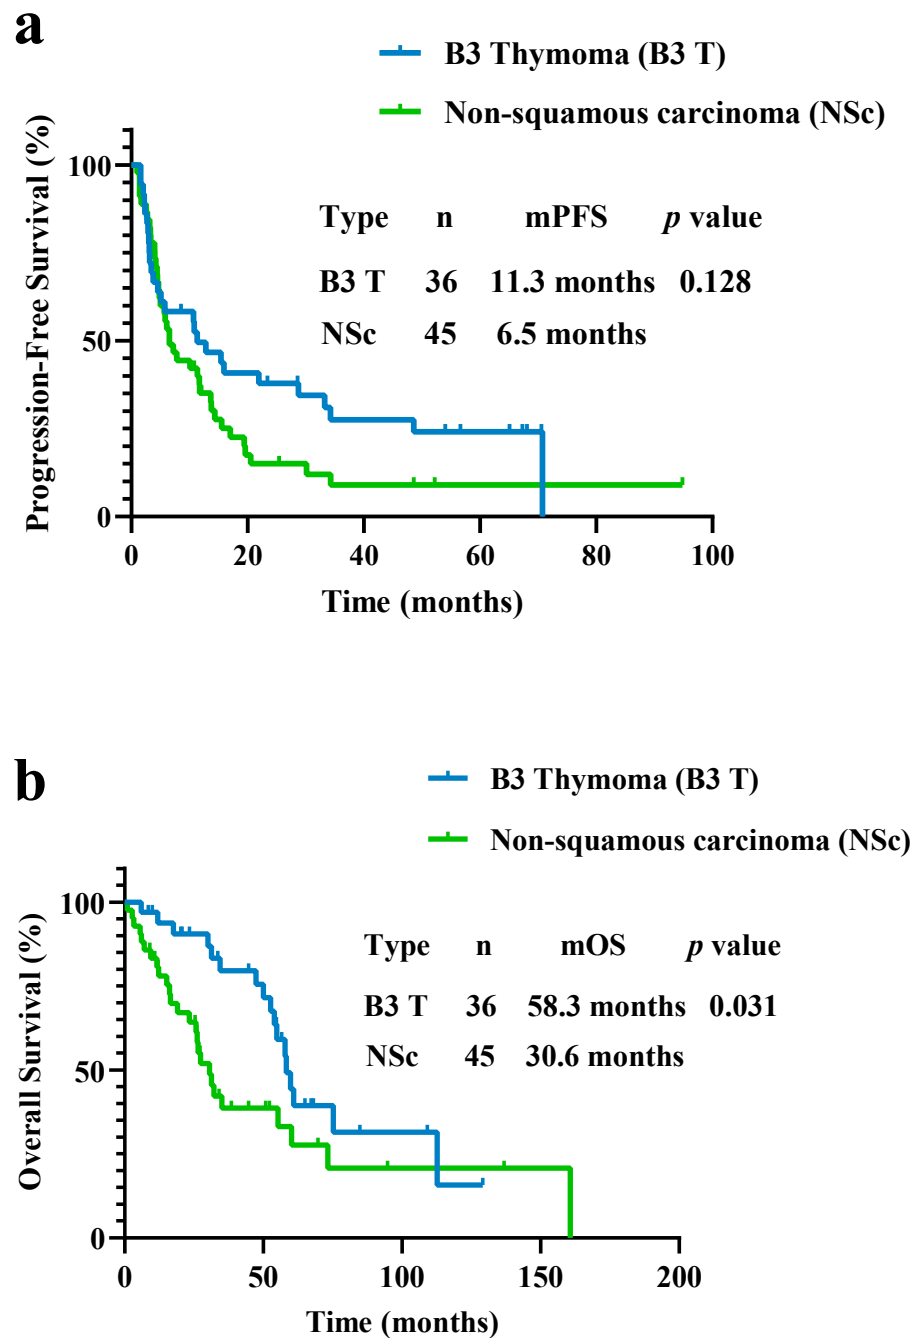 a
B3 Thymoma (B3 T)
Non-squamous carcinoma (NSc)
Progression-Free Survival (%)
100
50
0
Type n mPFS p value
B3 T 36 11.3 months 0.128
NSc 45 6.5 months
0 20 40 60 80 100
Time (months)
b
B3 Thymoma (B3 T)
Non-squamous carcinoma (NSc)
Overall Survival (%)
100
50
0
Type n mOS p value
B3 T 36 58.3 months 0.031
NSc 45 30.6 months
0 50 100 150 200
Time (months)